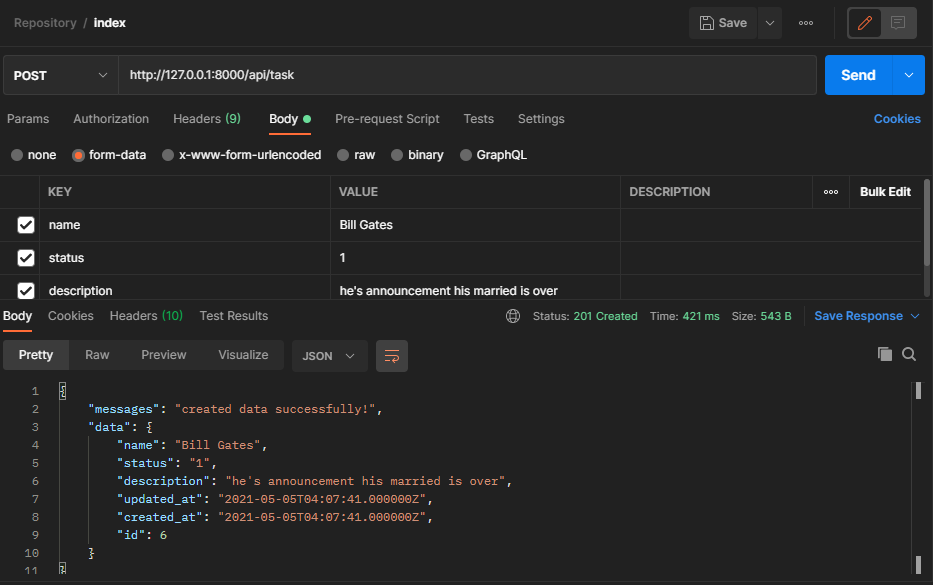 Repository / index
Save
POST
http://127.0.0.1:8000/api/task
Send
Params Authorization Headers (9) Body Pre-request Script Tests Settings Cookies
none form-data x-www-form-urlencoded raw binary GraphQL
KEY VALUE DESCRIPTION Bulk Edit
name Bill Gates
status 1
description he's announcement his married is over
Body Cookies Headers (10) Test Results Status: 201 Created Time: 421 ms Size: 543 B Save Response
Pretty Raw Preview Visualize JSON
1 {
2 "messages": "created data successfully!",
3 "data": {
4 "name": "Bill Gates",
5 "status": "1",
6 "description": "he's announcement his married is over",
7 "updated_at": "2021-05-05T04:07:41.000000Z",
8 "created_at": "2021-05-05T04:07:41.000000Z",
9 "id": 6
10 }
11 }